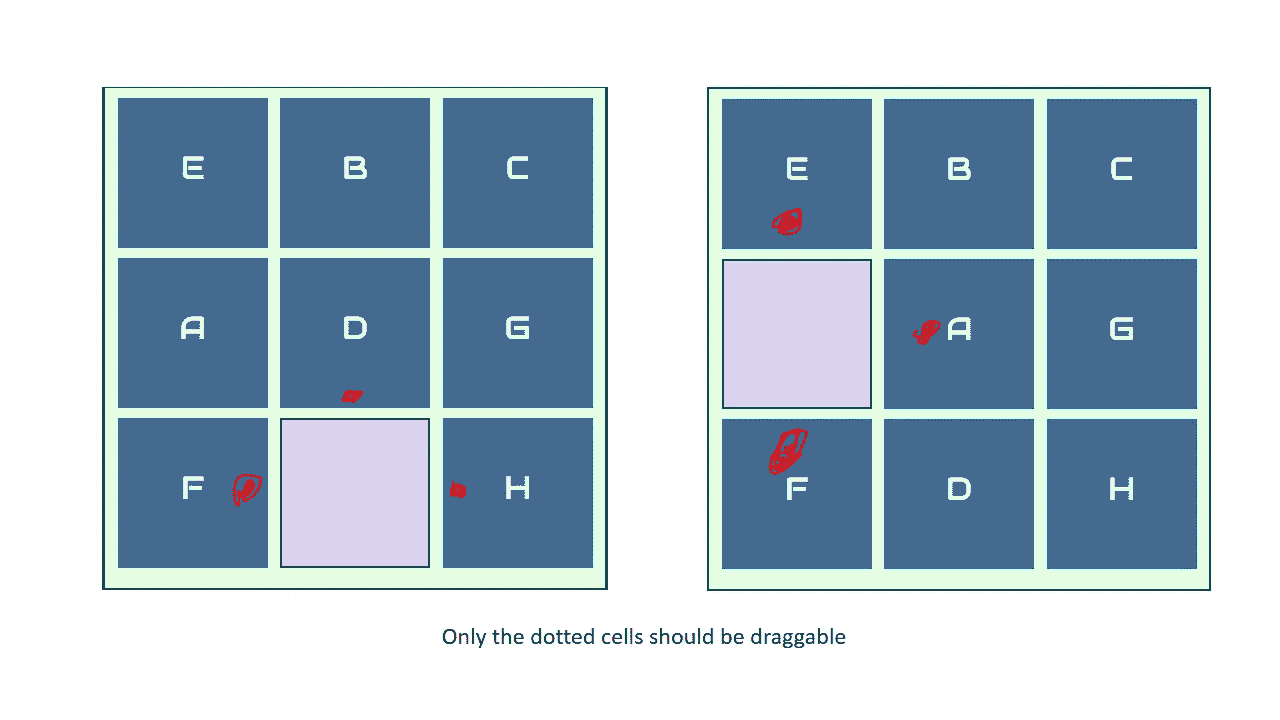 E B C E B C
A D G A G
F H F D H
Only the dotted cells should be draggable